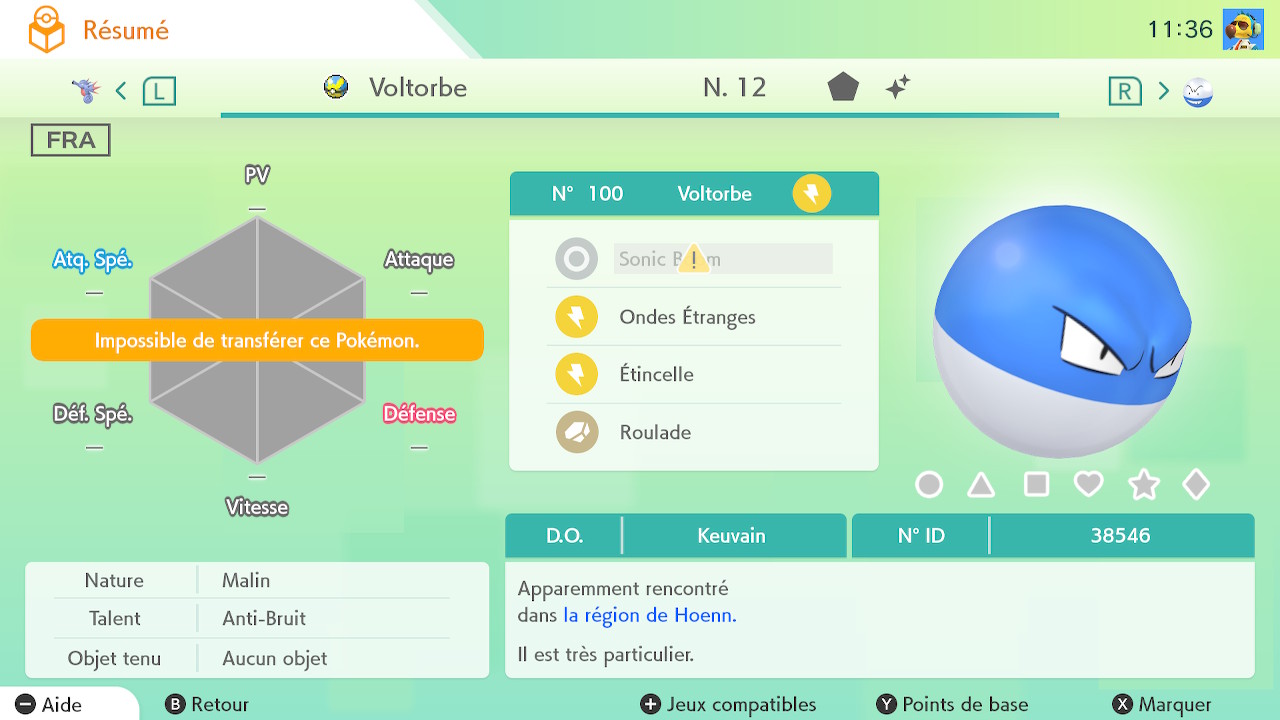 Résumé
11:36
L
Voltorbe
N. 12
R
FRA
PV
—
Atq. Spé.
—
Attaque
—
Impossible de transférer ce Pokémon.
Déf. Spé.
—
Défense
—
—
Vitesse
N° 100 Voltorbe
Sonic B m
Ondes Étranges
Étincelle
Roulade
D.O. Keuvain
N° ID 38546
Nature Malin
Talent Anti-Bruit
Objet tenu Aucun objet
Apparemment rencontré
dans la région de Hoenn.
Il est très particulier.
Aide
B Retour
Jeux compatibles
Y Points de base
X Marquer